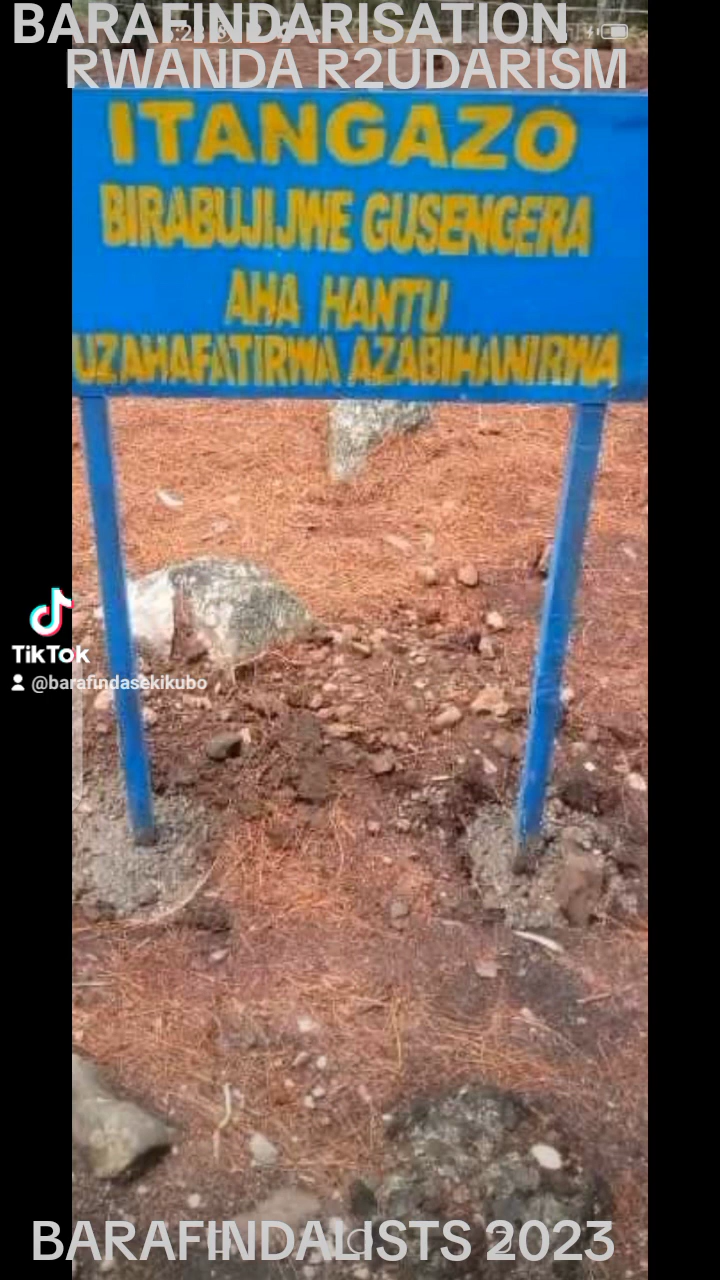 BARAFINDARISATION
RWANDA R2UDARISM
ITANGAZO
BIRABUJIJWE GUSENGERA
AHA HANTU
UZAHAFATIRWA AZABIHANIRWA
TikTok
@barafindasekikubo
BARAFINDALISTS 2023